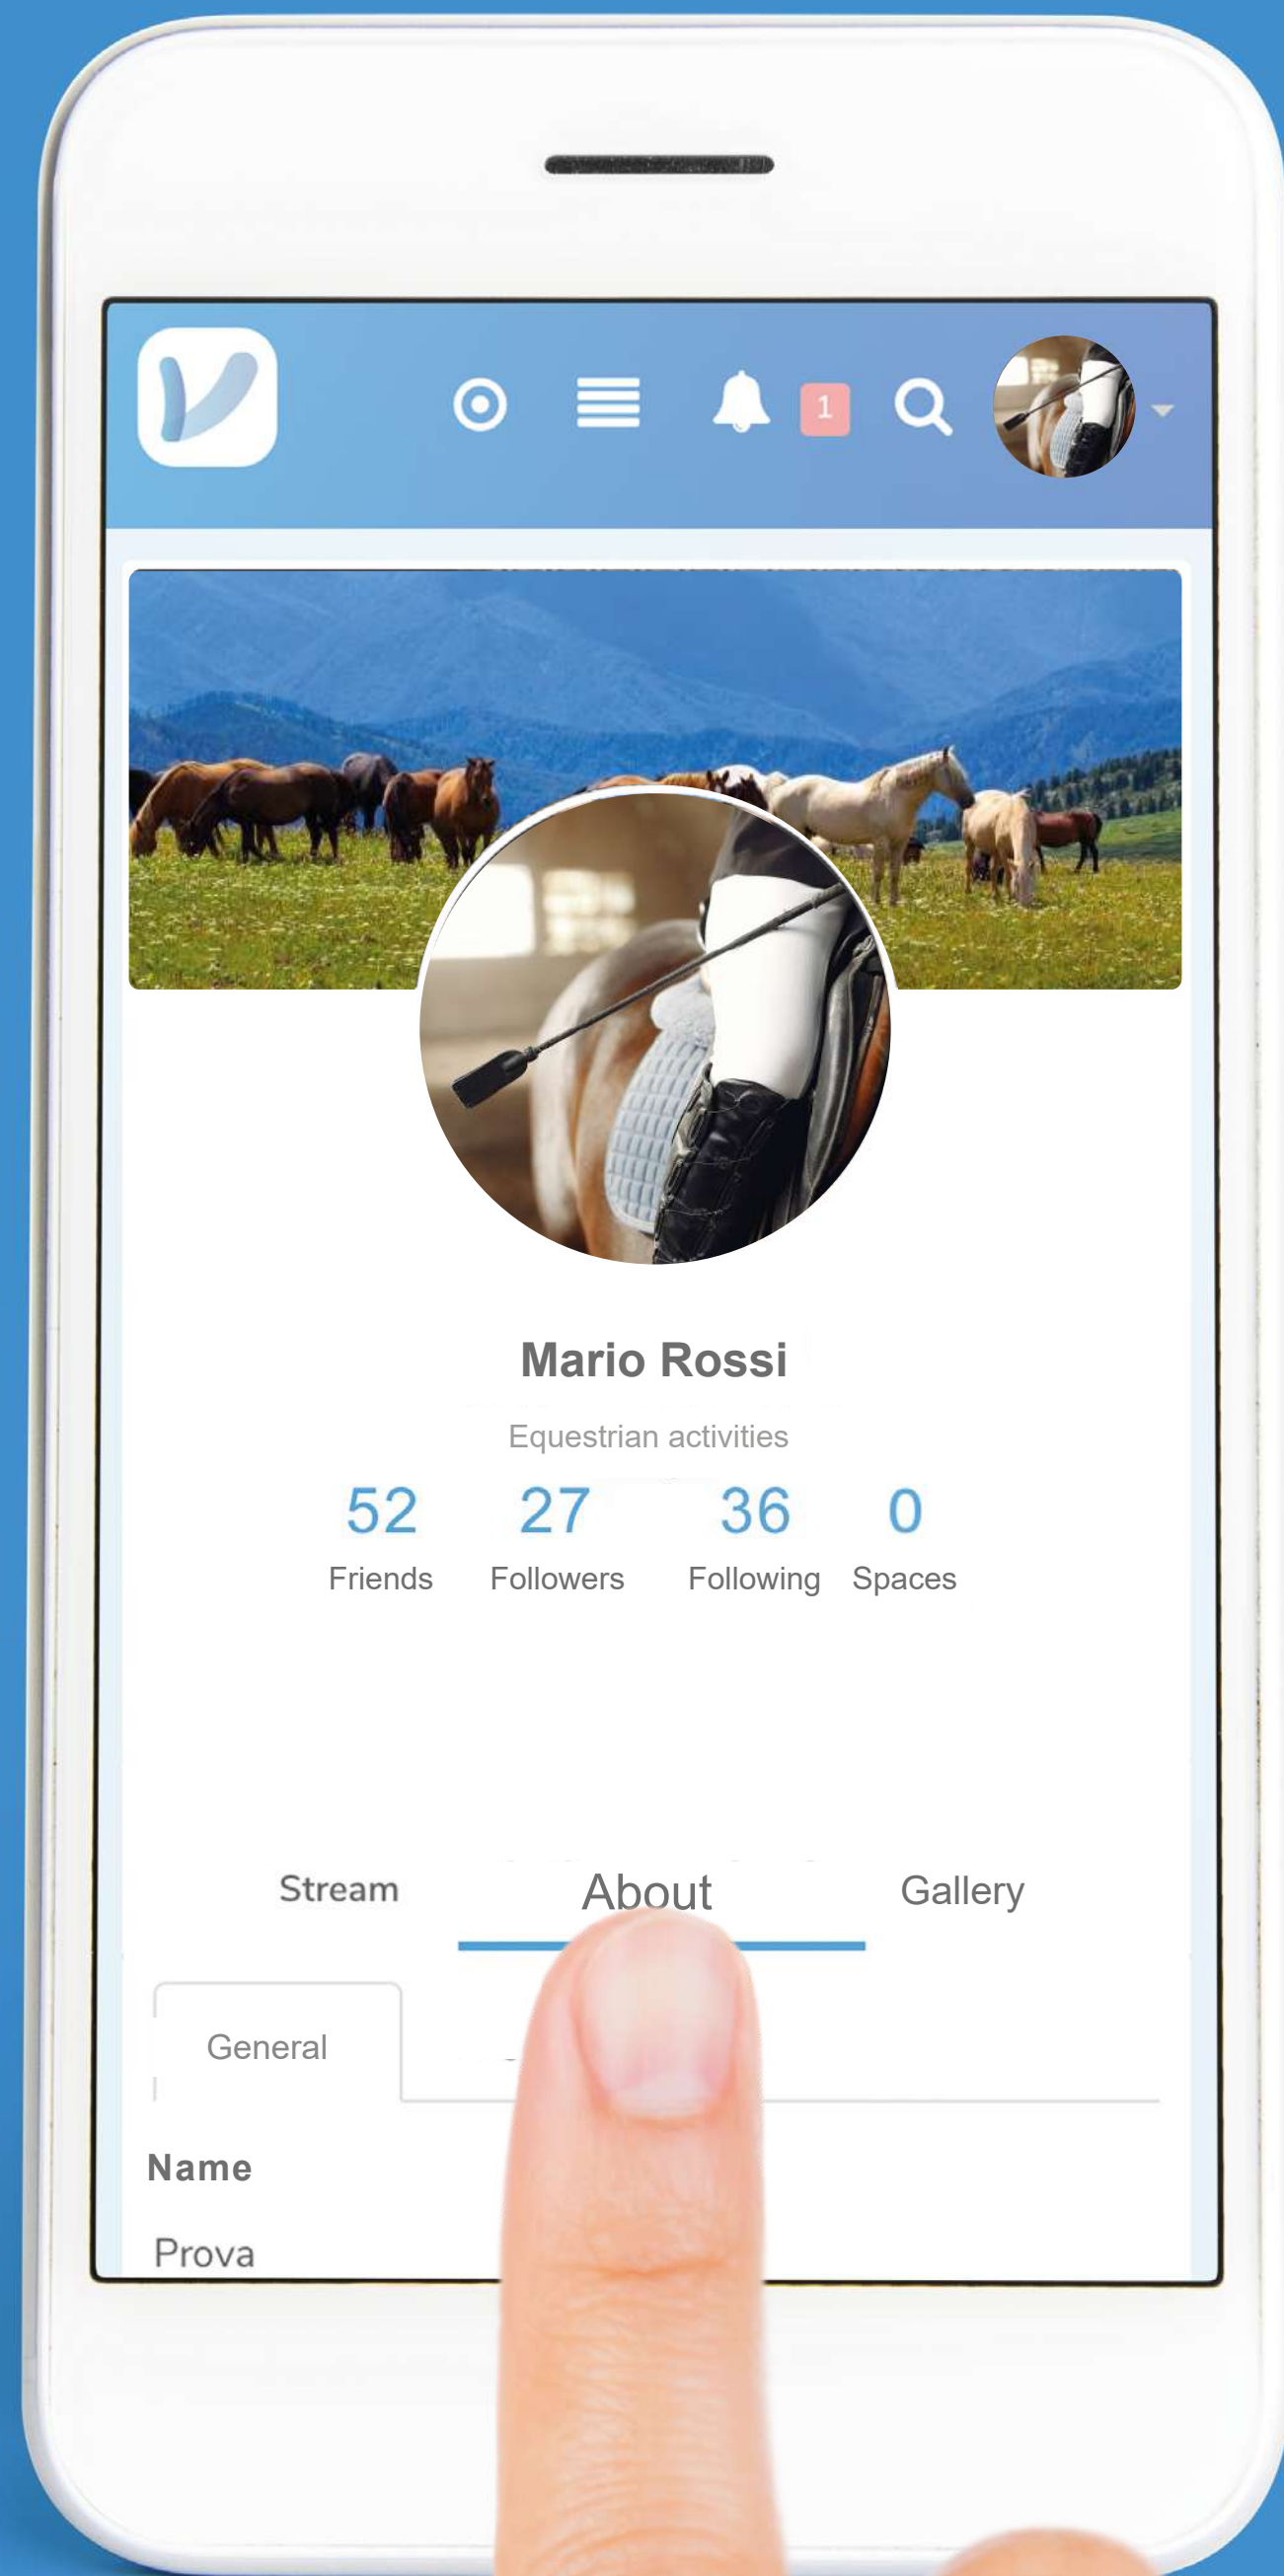 1
Mario Rossi
Equestrian activities
52 27 36 0
Friends Followers Following Spaces
Stream About Gallery
General
Name
Prova